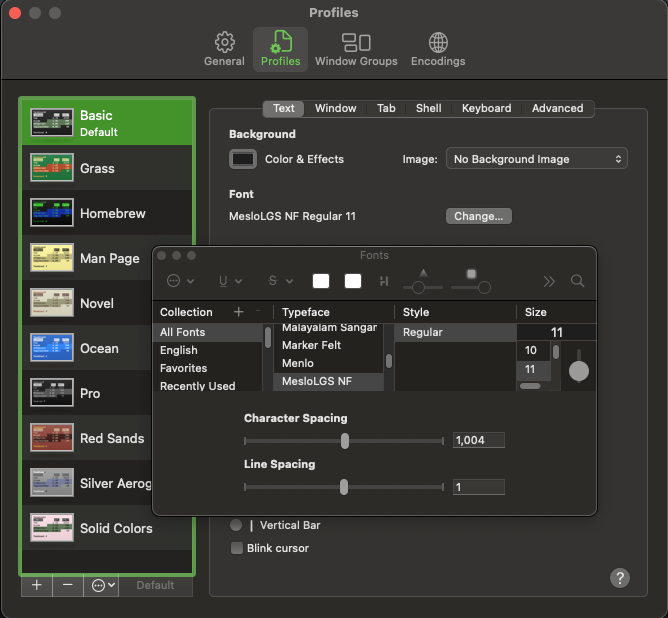 Profiles
General
Profiles
Window Groups
Encodings
Basic
Default
Grass
Homebrew
Man Page
Novel
Ocean
Pro
Red Sands
Silver Aerog
Solid Colors
+ − Default
Text Window Tab Shell Keyboard Advanced
Background
Color & Effects
Image: No Background Image
Font
MesloLGS NF Regular 11
Change...
Fonts
U S
Collection + -
All Fonts
English
Favorites
Recently Used
Typeface
Malayalam Sangar
Marker Felt
Menlo
MesloLGS NF
Style
Regular
Size
11
10
11
Character Spacing
1,004
Line Spacing
1
| Vertical Bar
Blink cursor
?